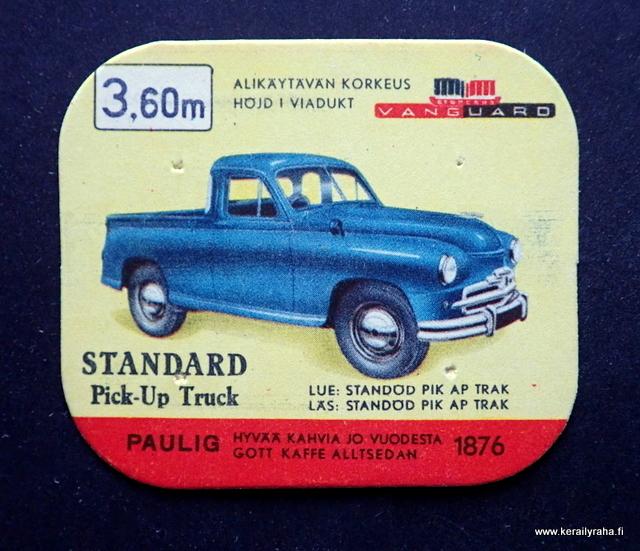 3,60m
ALIKÄYTÄVÄN KORKEUS
HÖJD I VIADUKT
VANGUARD
STANDARD
Pick-Up Truck
LUE: STANDÖD PIK AP TRAK
LÄS: STANDÖD PIK AP TRAK
PAULIG
HYVÄÄ KAHVIA JO VUODESTA
GOTT KAFFE ALLTSEDAN
1876
www.kerailyraha.fi